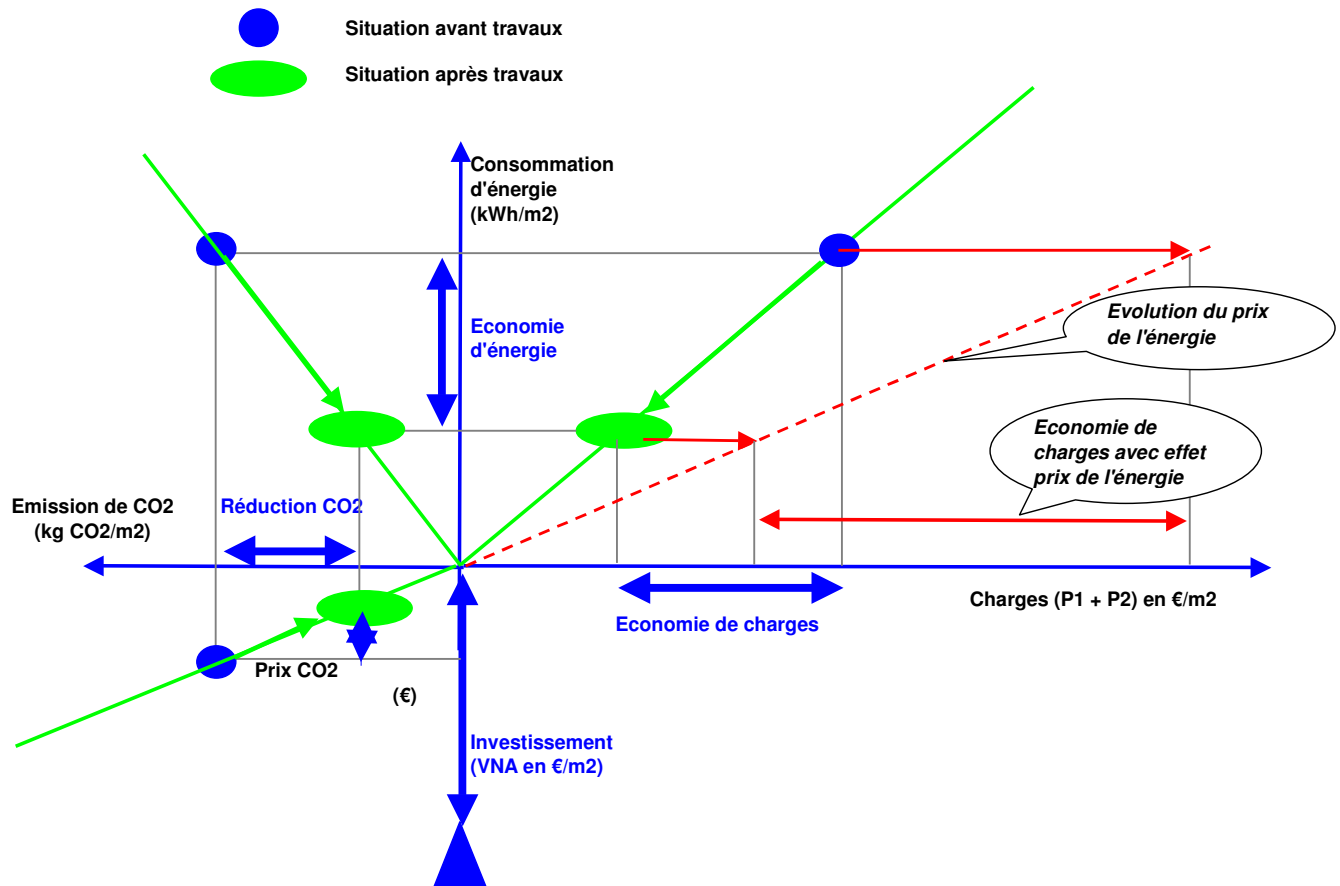 Situation avant travaux
Situation après travaux
Consommation
d'énergie
(kWh/m2)
Economie
d'énergie
Evolution du prix
de l'énergie
Economie de
charges avec effet
prix de l'énergie
Emission de CO2
(kg CO2/m2)
Réduction CO2
Charges (P1 + P2) en €/m2
Economie de charges
Prix CO2
(€)
Investissement
(VNA en €/m2)